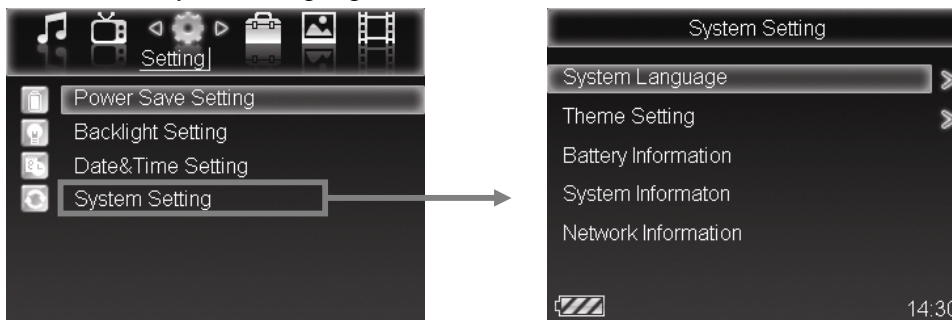 Setting
Power Save Setting
Backlight Setting
Date&Time Setting
System Setting
System Setting
System Language
Theme Setting
Battery Information
System Informaton
Network Information
14:30